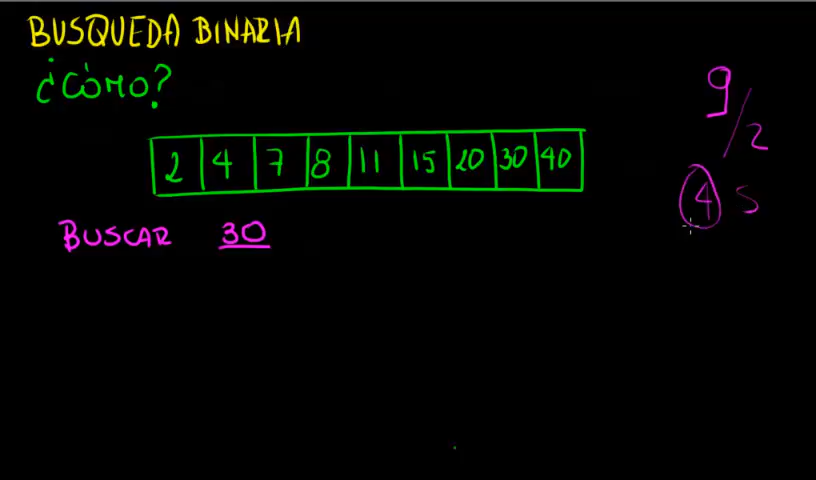 BUSQUEDA BINARIA
¿CÓMO?
2 4 7 8 11 15 20 30 40
BUSCAR 30
9/2
4 5